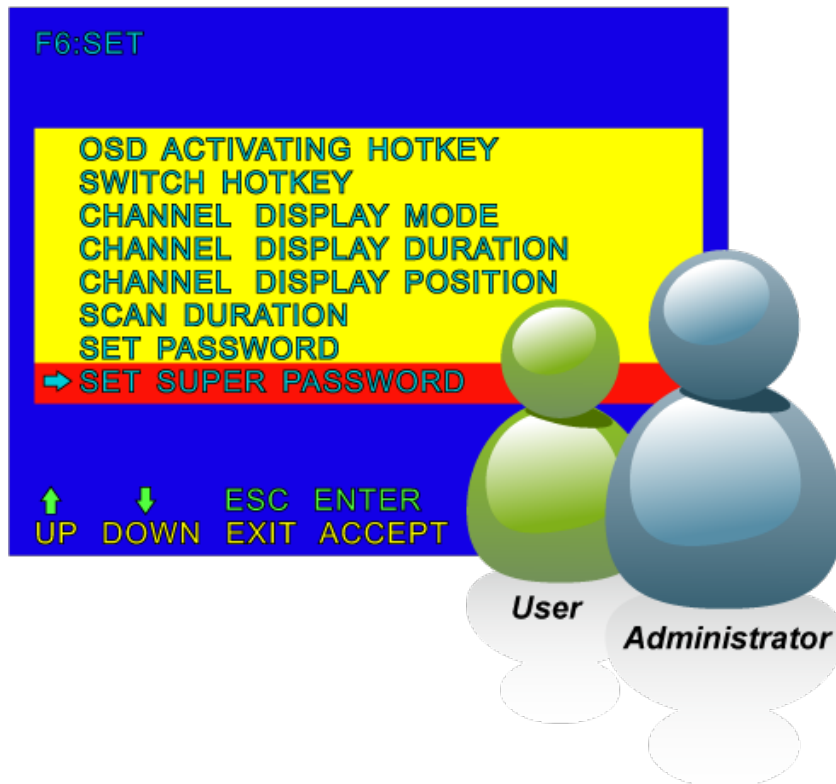 F6:SET
OSD ACTIVATING HOTKEY
SWITCH HOTKEY
CHANNEL DISPLAY MODE
CHANNEL DISPLAY DURATION
CHANNEL DISPLAY POSITION
SCAN DURATION
SET PASSWORD
SET SUPER PASSWORD
ESC ENTER
UP DOWN EXIT ACCEPT
User
Administrator